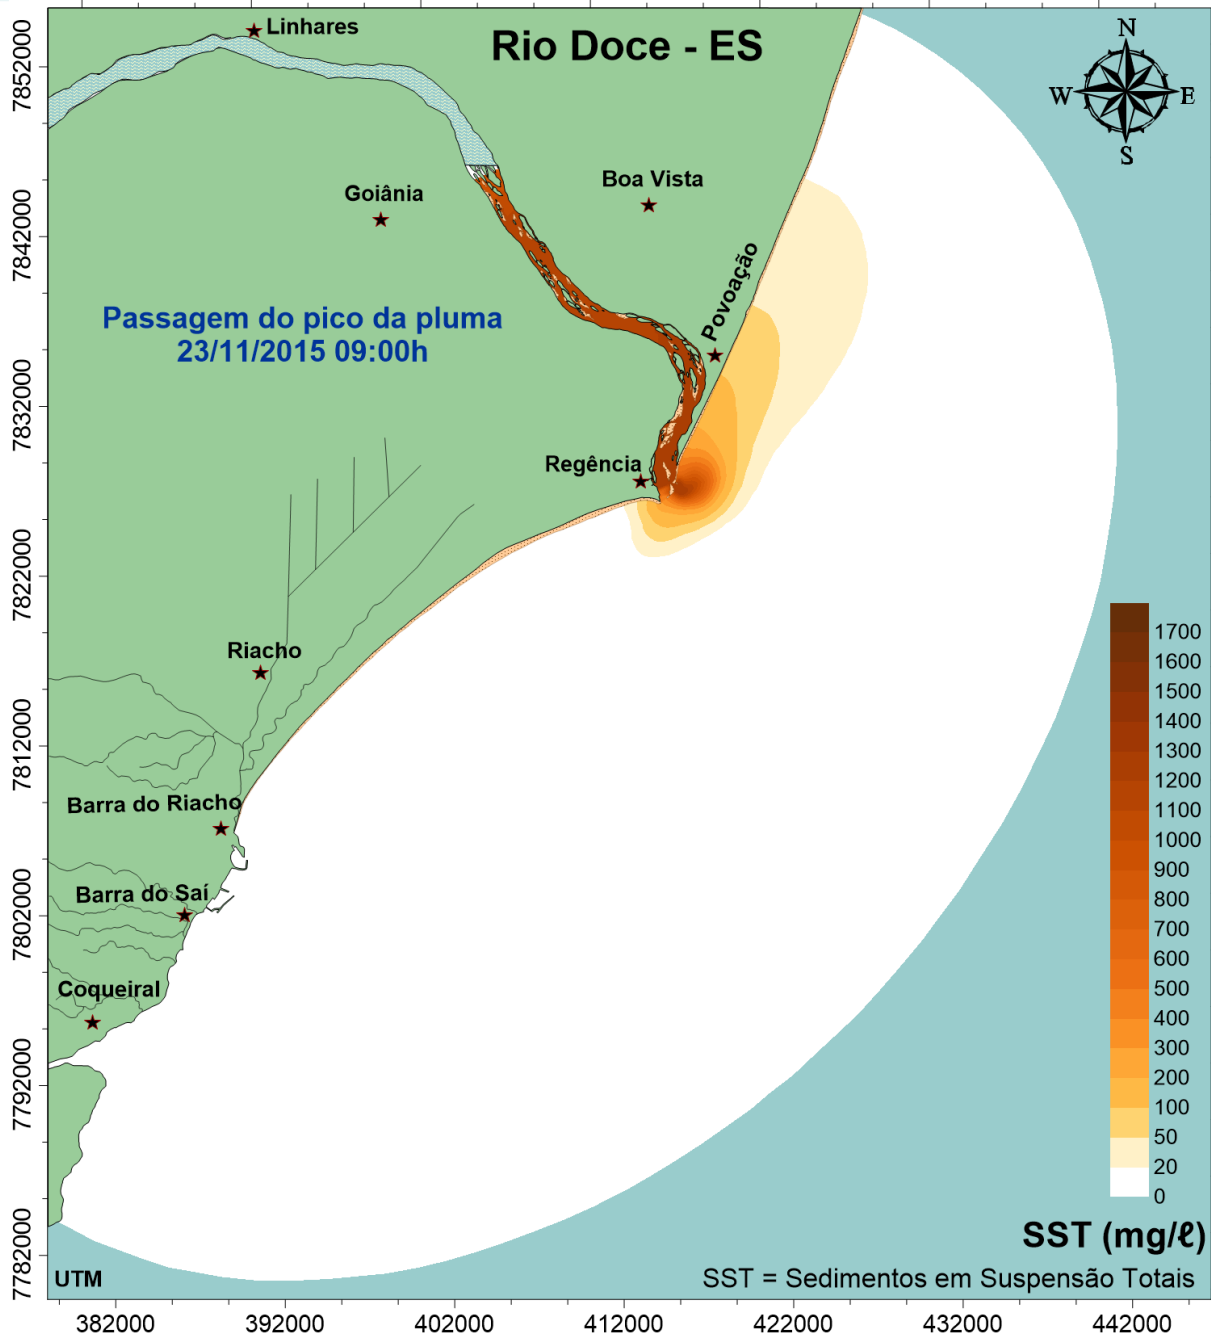 Linhares
Rio Doce - ES
N
W
E
S
7852000
Goiânia
Boa Vista
7842000
Povoação
Passagem do pico da pluma
23/11/2015 09:00h
7832000
Regência
7822000
Riacho
7812000
Barra do Riacho
Barra do Saí
7802000
Coqueiral
7792000
7782000
1700
1600
1500
1400
1300
1200
1100
1000
900
800
700
600
500
400
300
200
100
50
20
0
SST (mg/ℓ)
SST = Sedimentos em Suspensão Totais
UTM
382000
392000
402000
412000
422000
432000
442000